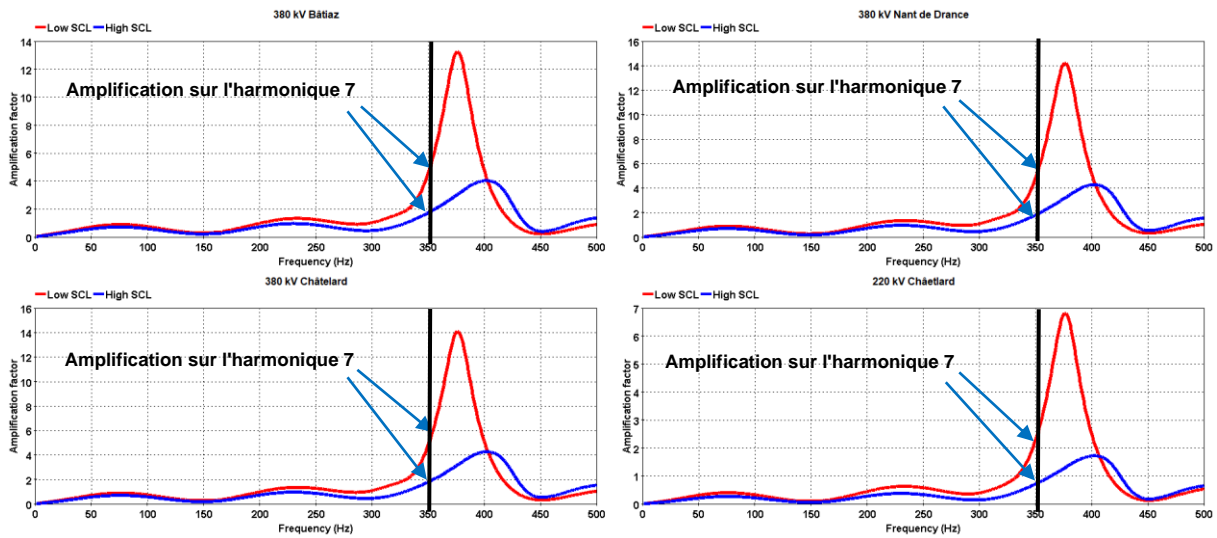 380 kV Bâtiaz
Low SCL High SCL
Amplification factor
14
12
10
8
6
4
2
0
Amplification sur l'harmonique 7
0 50 100 150 200 250 300 350 400 450 500
Frequency (Hz)
380 kV Nant de Drance
Low SCL High SCL
Amplification factor
16
14
12
10
8
6
4
2
0
Amplification sur l'harmonique 7
0 50 100 150 200 250 300 350 400 450 500
Frequency (Hz)
380 kV Châtelard
Low SCL High SCL
Amplification factor
16
14
12
10
8
6
4
2
0
Amplification sur l'harmonique 7
0 50 100 150 200 250 300 350 400 450 500
Frequency (Hz)
220 kV Châetlard
Low SCL High SCL
Amplification factor
7
6
5
4
3
2
1
0
Amplification sur l'harmonique 7
0 50 100 150 200 250 300 350 400 450 500
Frequency (Hz)